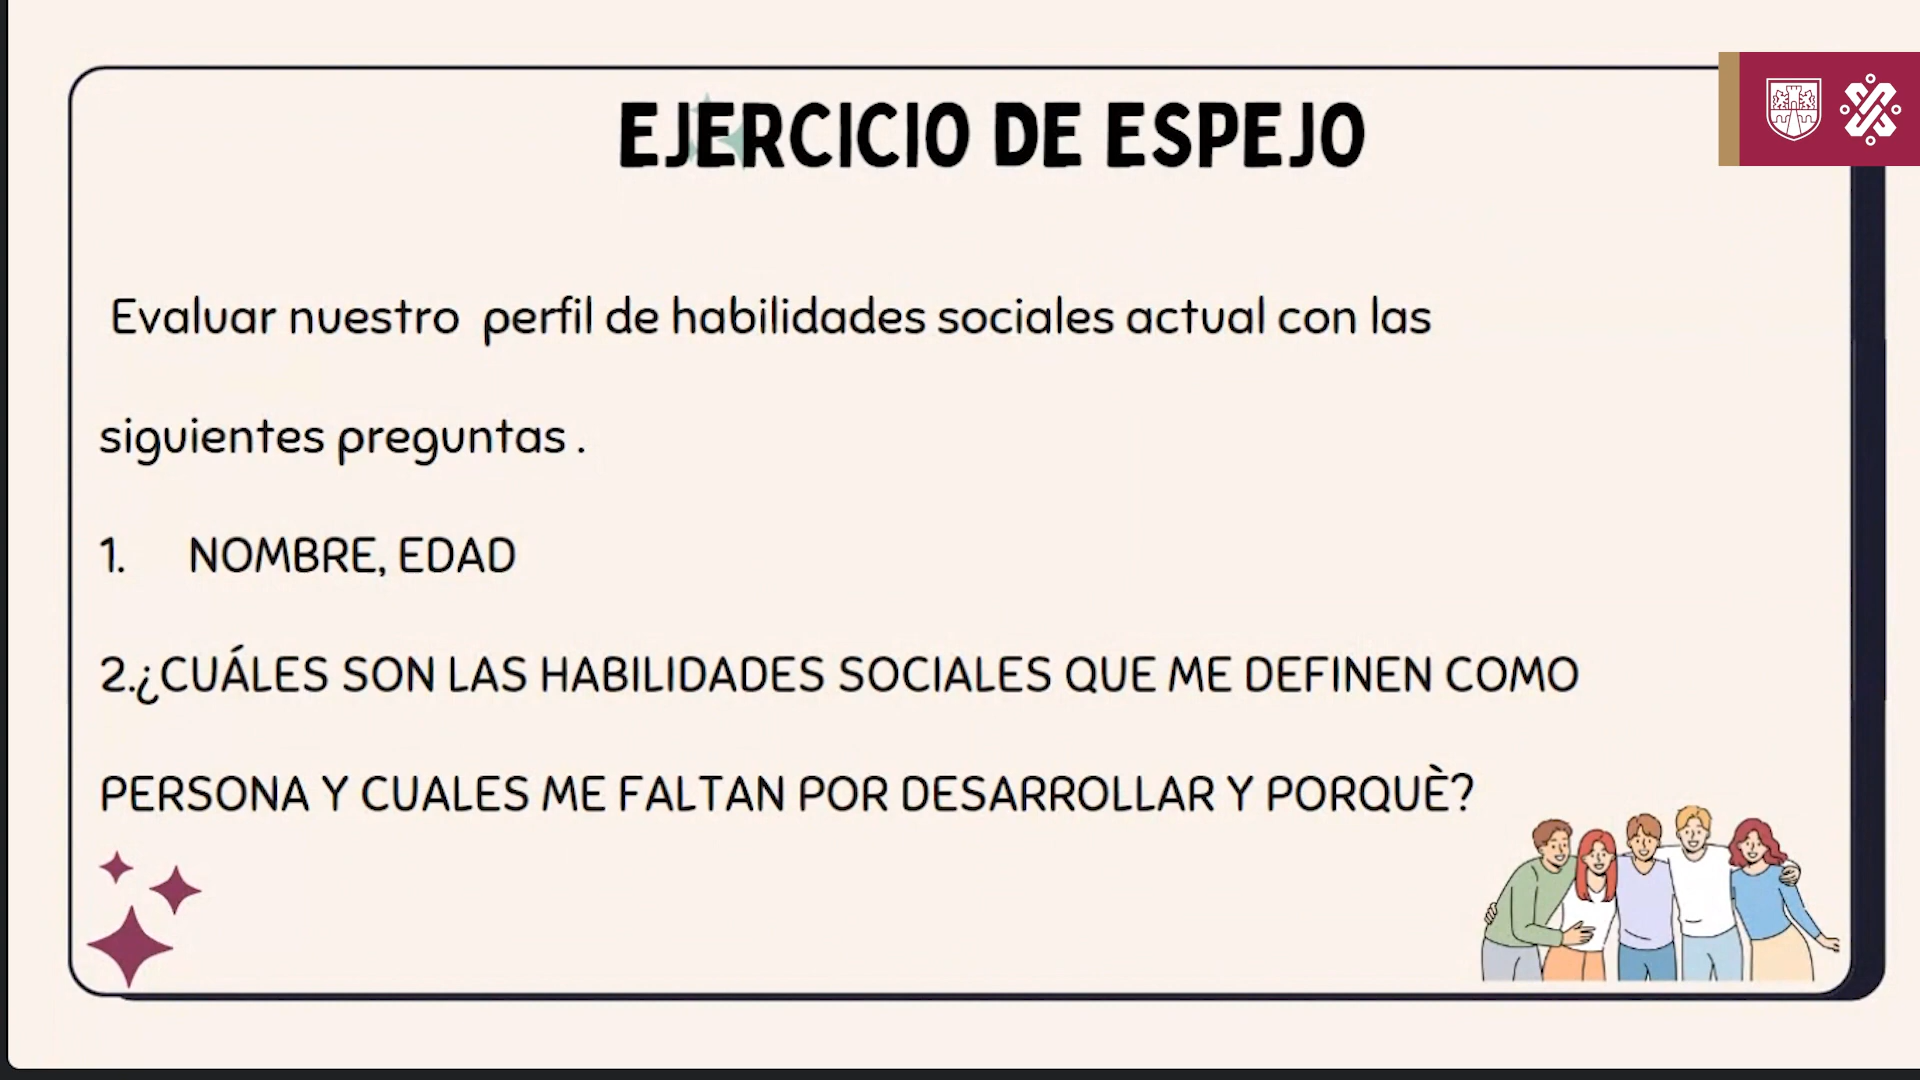 EJERCICIO DE ESPEJO
Evaluar nuestro perfil de habilidades sociales actual con las
siguientes preguntas .
1. NOMBRE, EDAD
2.¿CUÁLES SON LAS HABILIDADES SOCIALES QUE ME DEFINEN COMO
PERSONA Y CUALES ME FALTAN POR DESARROLLAR Y PORQUÈ?